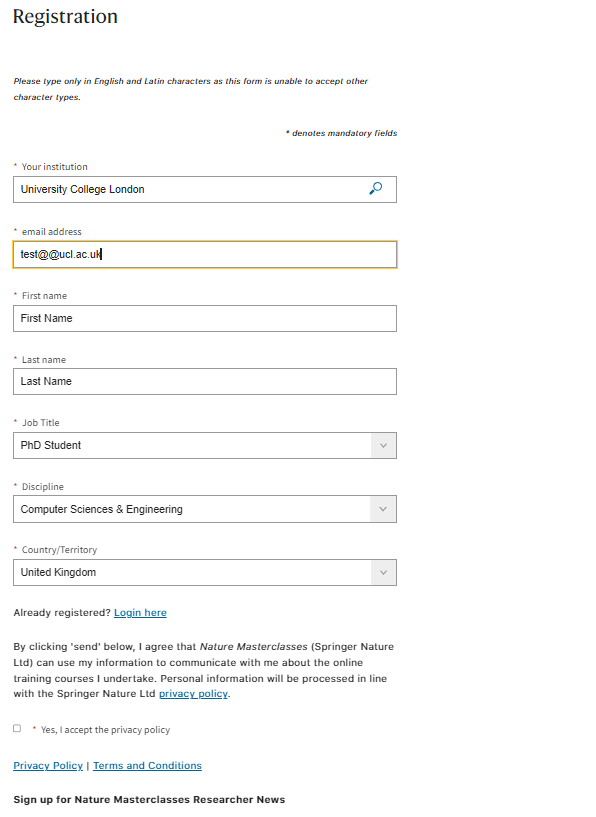 Registration
Please type only in English and Latin characters as this form is unable to accept other
character types.
* denotes mandatory fields
* Your institution
University College London
* email address
test@@ucl.ac.uk
* First name
First Name
* Last name
Last Name
* Job Title
PhD Student
* Discipline
Computer Sciences & Engineering
* Country/Territory
United Kingdom
Already registered? Login here
By clicking 'send' below, I agree that Nature Masterclasses (Springer Nature
Ltd) can use my information to communicate with me about the online
training courses I undertake. Personal information will be processed in line
with the Springer Nature Ltd privacy policy.
* Yes, I accept the privacy policy
Privacy Policy | Terms and Conditions
Sign up for Nature Masterclasses Researcher News